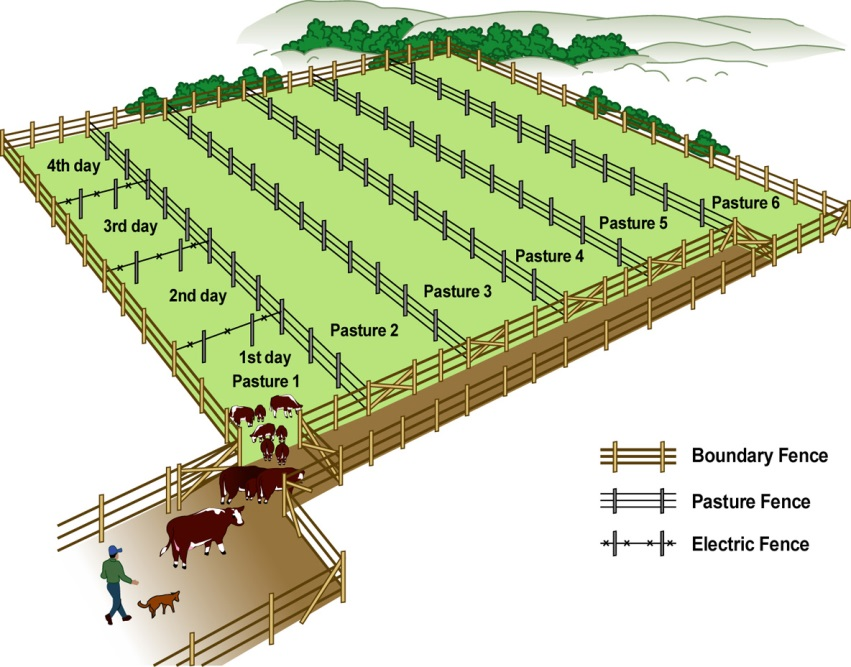 4th day
3rd day
2nd day
1st day
Pasture 1
Pasture 2
Pasture 3
Pasture 4
Pasture 5
Pasture 6
Boundary Fence
Pasture Fence
Electric Fence